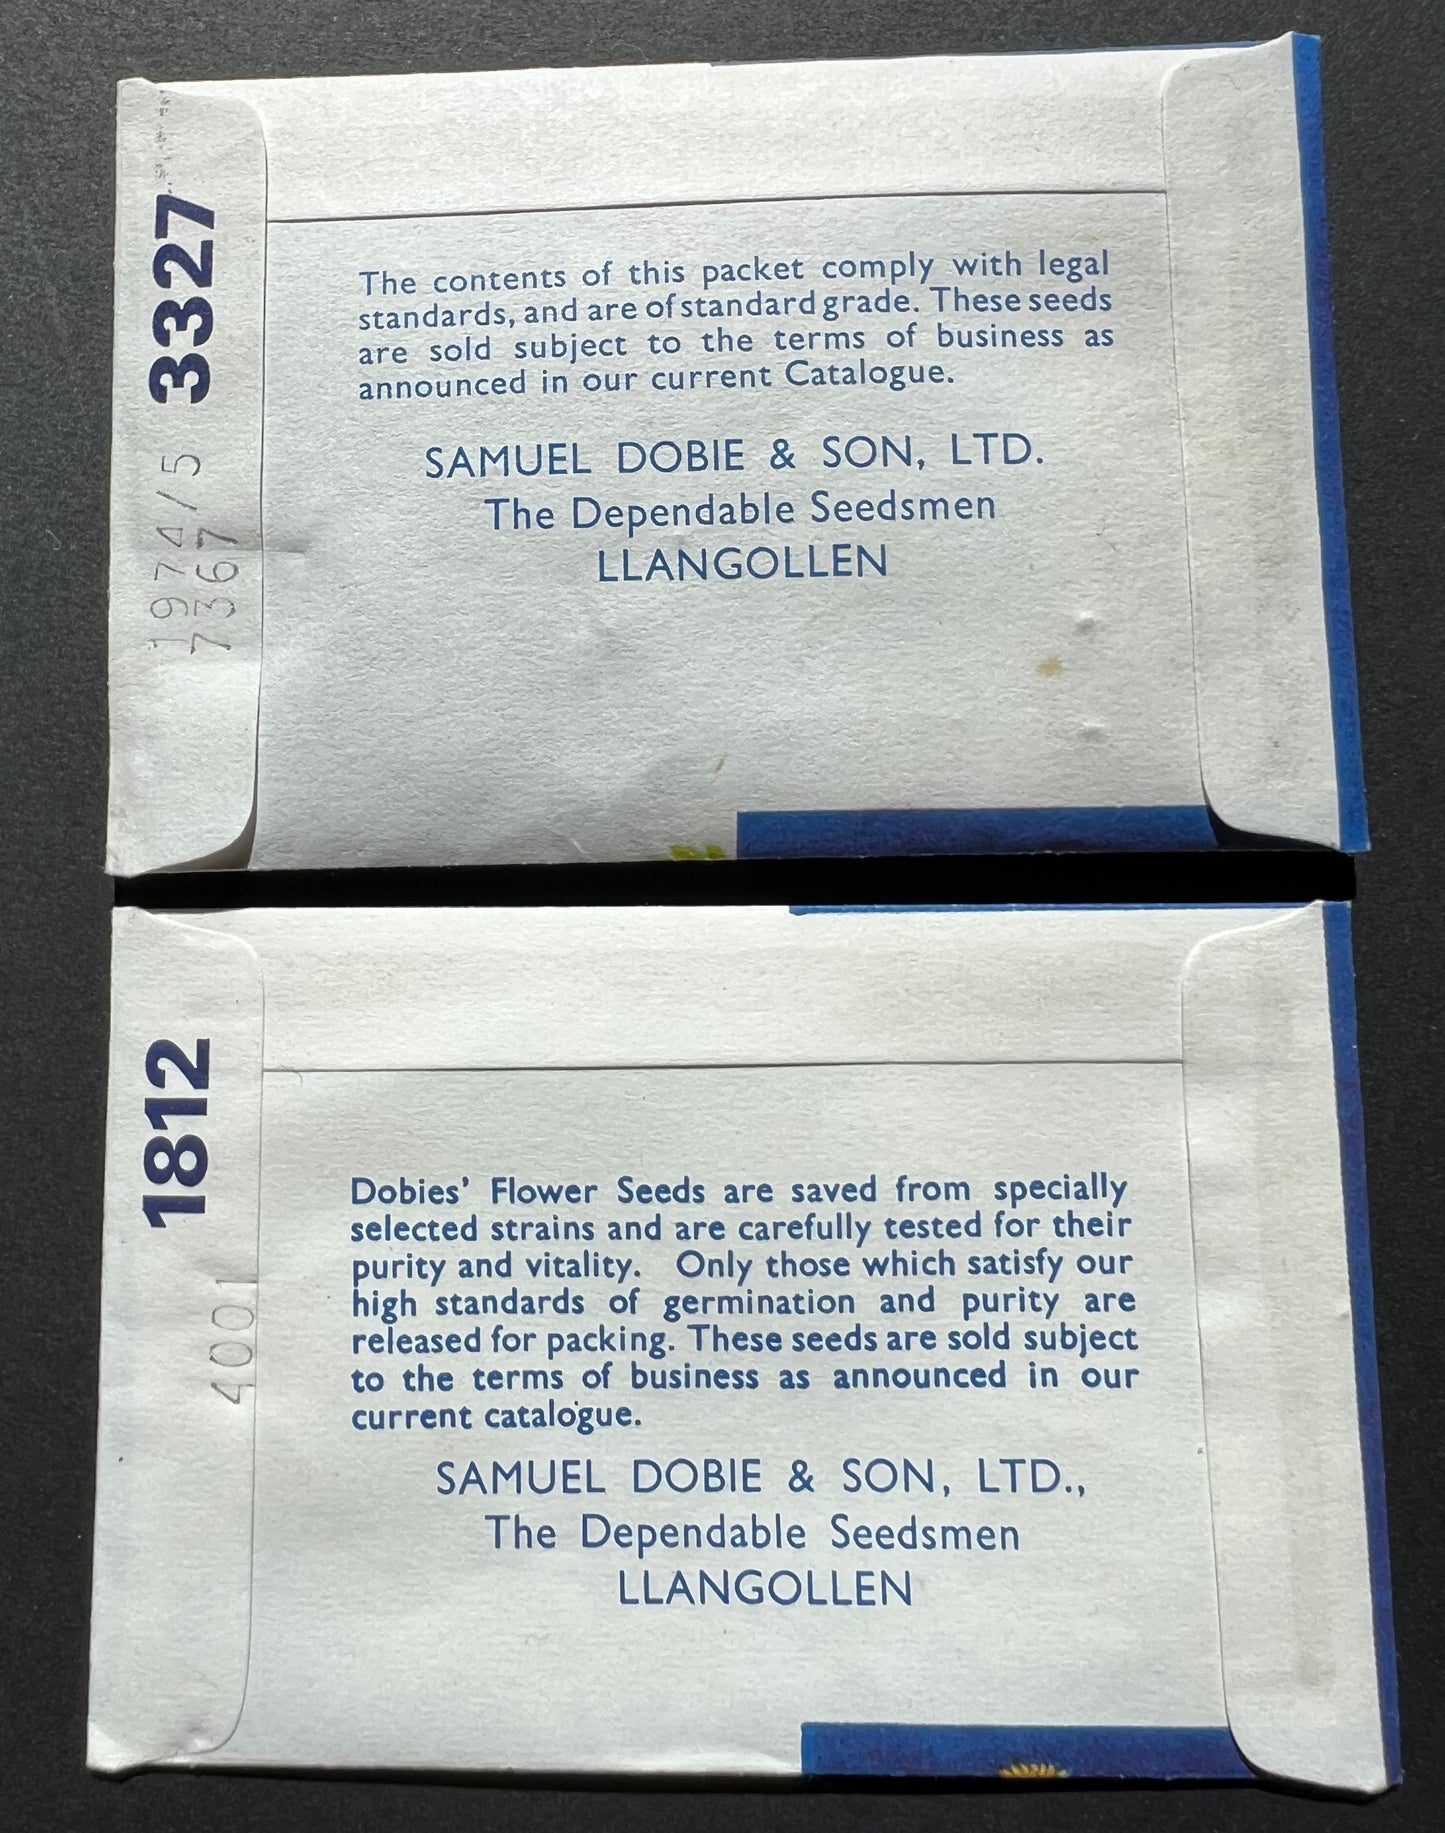 3327
1974/5
7367
The contents of this packet comply with legal
standards, and are of standard grade. These seeds
are sold subject to the terms of business as
announced in our current Catalogue.
SAMUEL DOBIE & SON, LTD.
The Dependable Seedsmen
LLANGOLLEN
1812
4001
Dobies' Flower Seeds are saved from specially
selected strains and are carefully tested for their
purity and vitality. Only those which satisfy our
high standards of germination and purity are
released for packing. These seeds are sold subject
to the terms of business as announced in our
current catalogue.
SAMUEL DOBIE & SON, LTD.,
The Dependable Seedsmen
LLANGOLLEN